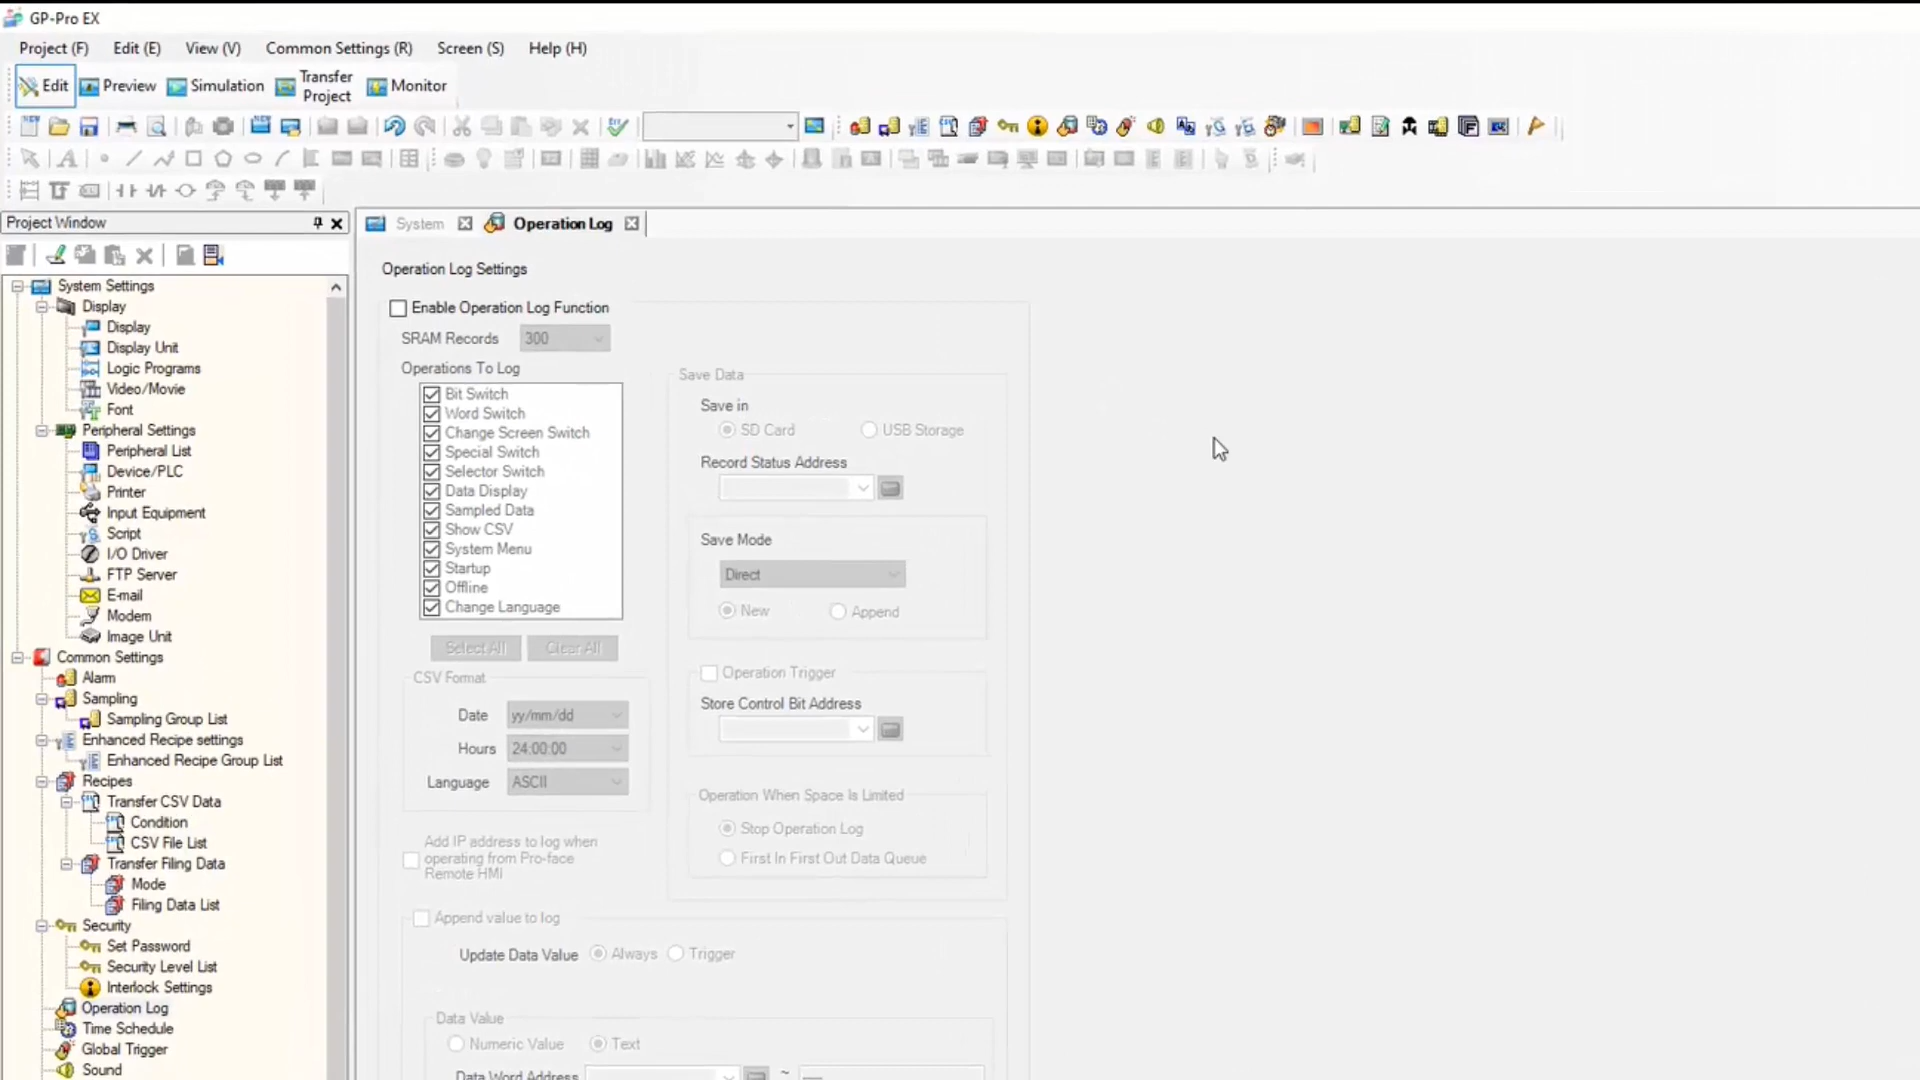 GP-Pro EX
Project (F) Edit (E) View (V) Common Settings (R) Screen (S) Help (H)
Edit Preview Simulation Transfer Project Monitor
Project Window
System Operation Log
System Settings
Display
Display
Display Unit
Logic Programs
Video/Movie
Font
Peripheral Settings
Peripheral List
Device/PLC
Printer
Input Equipment
Script
I/O Driver
FTP Server
E-mail
Modem
Image Unit
Common Settings
Alarm
Sampling
Sampling Group List
Enhanced Recipe settings
Enhanced Recipe Group List
Recipes
Transfer CSV Data
Condition
CSV File List
Transfer Filing Data
Mode
Filing Data List
Security
Set Password
Security Level List
Interlock Settings
Operation Log
Time Schedule
Global Trigger
Sound
Operation Log Settings
Enable Operation Log Function
SRAM Records 300
Operations To Log
Bit Switch
Word Switch
Change Screen Switch
Special Switch
Selector Switch
Data Display
Sampled Data
Show CSV
System Menu
Startup
Offline
Change Language
Select All Clear All
CSV Format
Date yy/mm/dd
Hours 24:00:00
Language ASCII
Add IP address to log when
operating from Pro-face
Remote HMI
Save Data
Save in
SD Card USB Storage
Record Status Address
Save Mode
Direct
New Append
Operation Trigger
Store Control Bit Address
Operation When Space Is Limited
Stop Operation Log
First In First Out Data Queue
Append value to log
Update Data Value Always Trigger
Data Value
Numeric Value Text
Data Word Address ~